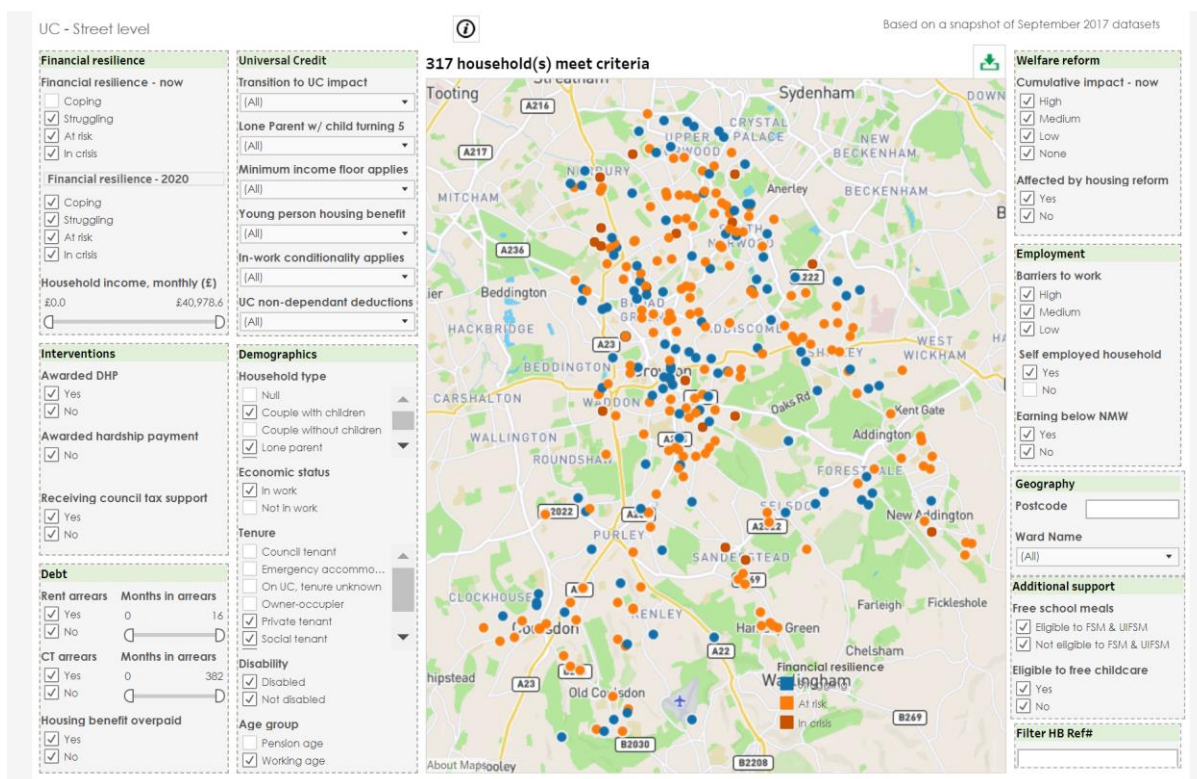 UC - Street level
Based on a snapshot of September 2017 datasets
Financial resilience
Financial resilience - now
Coping
Struggling
At risk
In crisis
Financial resilience - 2020
Coping
Struggling
At risk
In crisis
Household income, monthly (£)
£0.0 £40,978.6
Interventions
Awarded DHP
Yes
No
Awarded hardship payment
No
Receiving council tax support
Yes
No
Debt
Rent arrears Months in arrears
Yes 0 16
No
CT arrears Months in arrears
Yes 0 382
No
Housing benefit overpaid
Yes
No
Universal Credit
Transition to UC impact
(All)
Lone Parent w/ child turning 5
(All)
Minimum income floor applies
(All)
Young person housing benefit
(All)
In-work conditionality applies
(All)
UC non-dependant deductions
(All)
Demographics
Household type
Null
Couple with children
Couple without children
Lone parent
Economic status
In work
Not in work
Tenure
Council tenant
Emergency accommo...
On UC, tenure unknown
Owner-occupier
Private tenant
Social tenant
Disability
Disabled
Not disabled
Age group
Pension age
Working age
317 household(s) meet criteria
Tooting
Sydenham
DOWN
A216
CRYSTAL
UPPER PALACE
NEW
BECKENHAM
A217
MITCHAM
Anerley
BECKENHAM
A236
222
Beddington
HACKBRIDGE
A23
WEST
WICKHAM
BEDDINGTON
CARSHALTON
WADDON
Oaks Rd
Kent Gate
WALLINGTON
Addington
ROUNDSHAW
New Addington
PURLEY
SANDERSTEAD
CLOCKHOUSE
KENLEY
Farleigh
Fickleshole
Green
A22
Chelsham
A23
Old Coulsdon
Financial resilience
At risk
In crisis
B269
B2030
B2208
About Maps
Welfare reform
Cumulative impact - now
High
Medium
Low
None
Affected by housing reform
Yes
No
Employment
Barriers to work
High
Medium
Low
Self employed household
Yes
No
Earning below NMW
Yes
No
Geography
Postcode
Ward Name
(All)
Additional support
Free school meals
Eligible to FSM & UIFSM
Not eligible to FSM & UIFSM
Eligible to free childcare
Yes
No
Filter HB Ref#